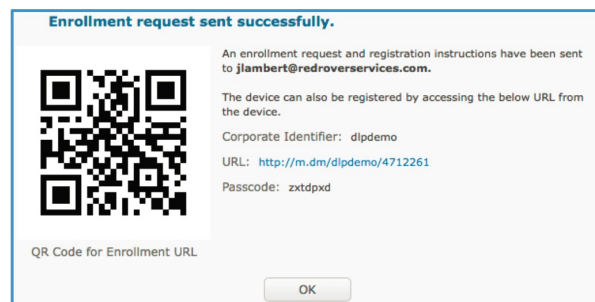 Enrollment request sent successfully.
An enrollment request and registration instructions have been sent
to jlambert@redroverservices.com.
The device can also be registered by accessing the below URL from
the device.
Corporate Identifier: dlpdemo
URL: http://m.dm/dlpdemo/4712261
Passcode: zxtdpxd
QR Code for Enrollment URL
OK